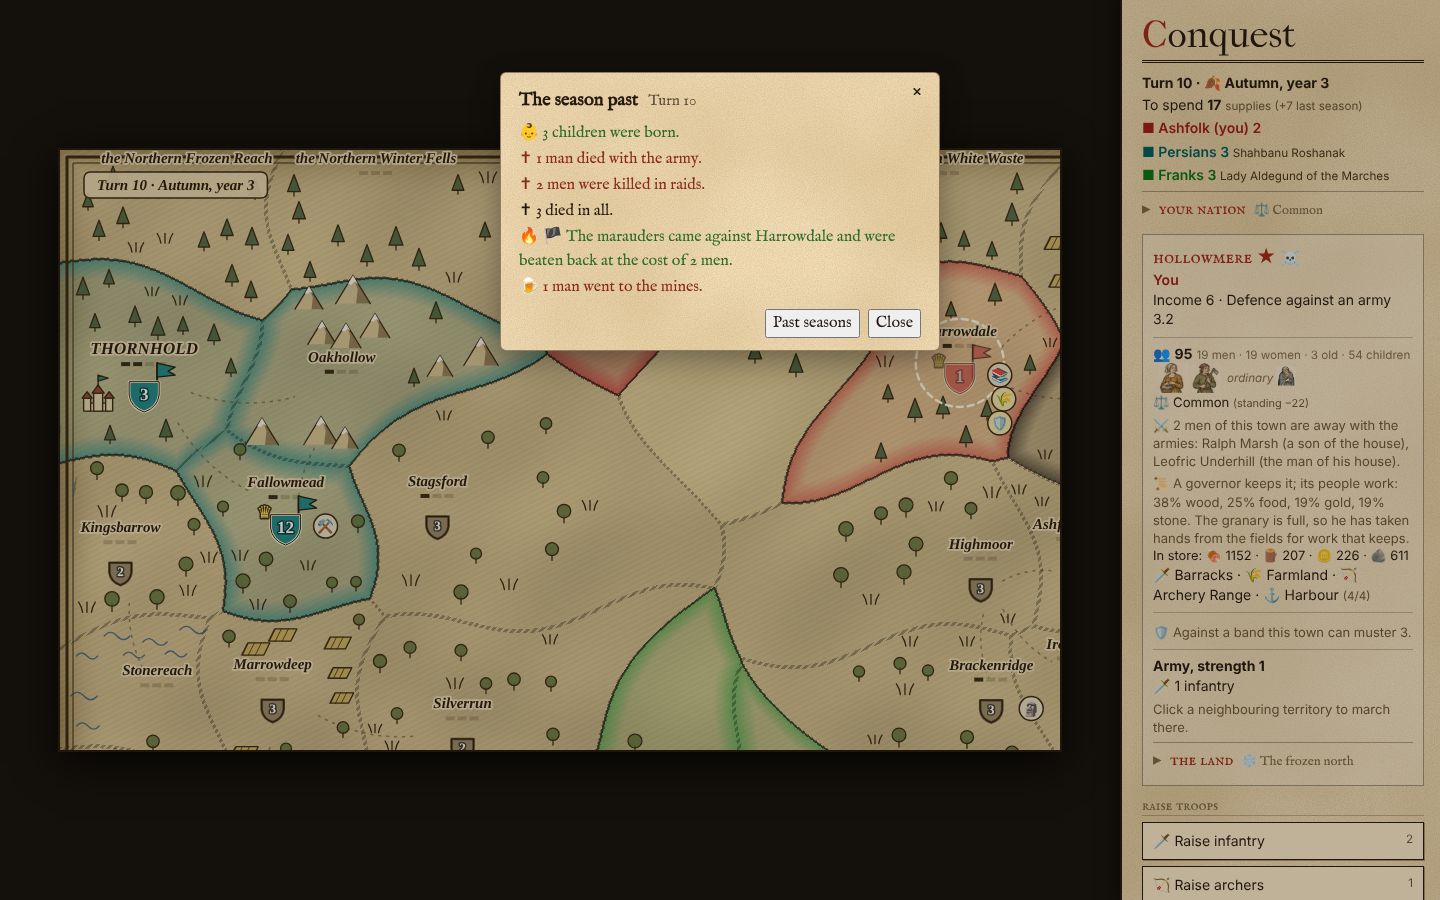 the Northern Frozen Reach
the Northern Winter Fells
White Waste
Turn 10 · Autumn, year 3
The season past Turn 10
×
3 children were born.
1 man died with the army.
2 men were killed in raids.
3 died in all.
The marauders came against Harrowdale and were
beaten back at the cost of 2 men.
1 man went to the mines.
Past seasons
Close
THORNHOLD
3
Oakhollow
1
Fallowmead
12
Stagsford
3
Kingsbarrow
2
Highmoor
3
Stonereach
Marrowdeep
3
Silverrun
Brackenridge
3
Conquest
Turn 10 · Autumn, year 3
To spend 17 supplies (+7 last season)
Ashfolk (you) 2
Persians 3 Shahbanu Roshanak
Franks 3 Lady Aldegund of the Marches
▶ YOUR NATION Common
HOLLOWMERE
You
Income 6 · Defence against an army
3.2
95 19 men · 19 women · 3 old · 54 children
ordinary
Common (standing −22)
2 men of this town are away with the
armies: Ralph Marsh (a son of the house),
Leofric Underhill (the man of his house).
A governor keeps it; its people work:
38% wood, 25% food, 19% gold, 19%
stone. The granary is full, so he has taken
hands from the fields for work that keeps.
In store: 1152 · 207 · 226 · 611
Barracks · Farmland ·
Archery Range · Harbour (4/4)
Against a band this town can muster 3.
Army, strength 1
1 infantry
Click a neighbouring territory to march
there.
▶ THE LAND The frozen north
RAISE TROOPS
Raise infantry 2
Raise archers 1